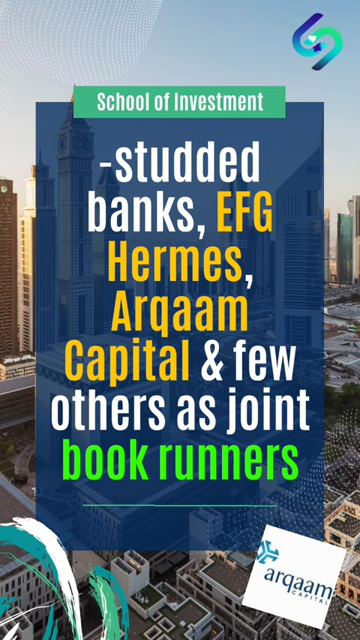 School of Investment
-studded
banks, EFG
Hermes,
Arqaam
Capital & few
others as joint
book runners
arqaam
CAPITAL